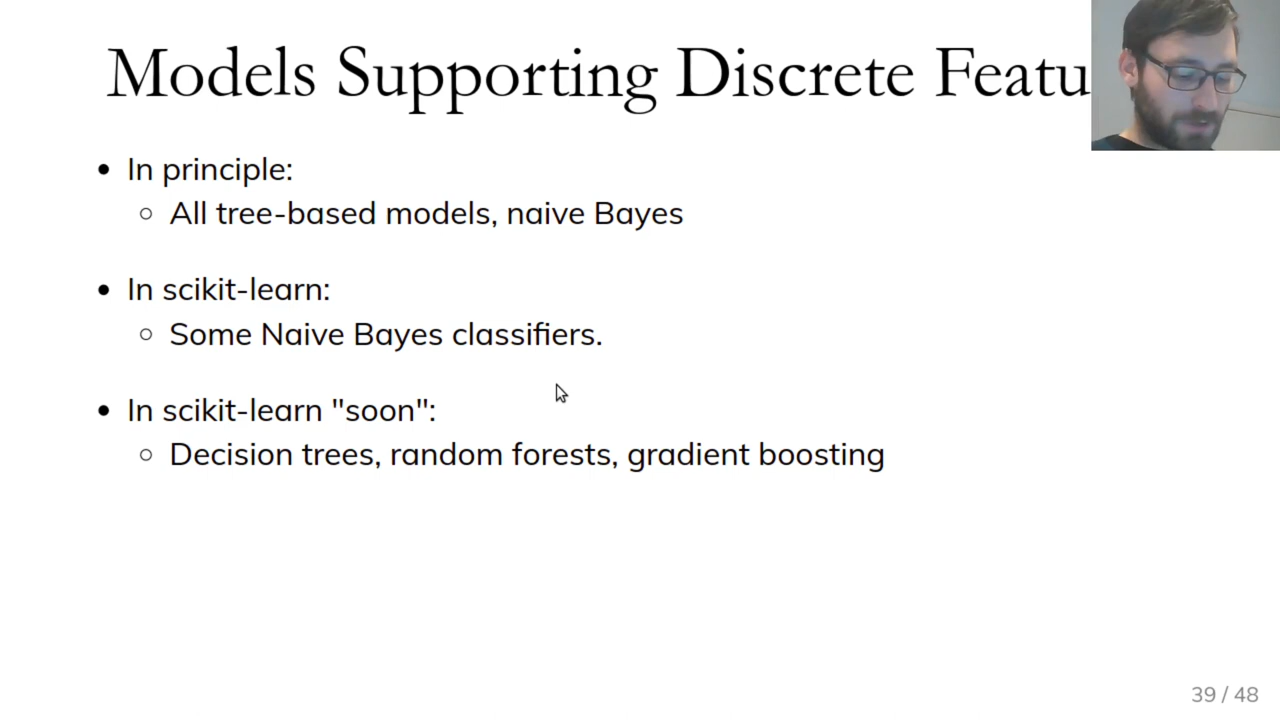 Models Supporting Discrete Featu
In principle:
All tree-based models, naive Bayes
In scikit-learn:
Some Naive Bayes classifiers.
In scikit-learn "soon":
Decision trees, random forests, gradient boosting
39 / 48